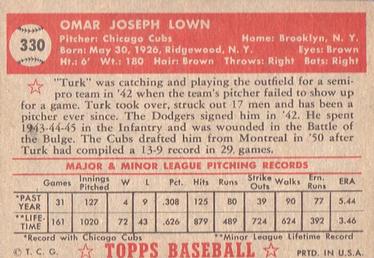 330
OMAR JOSEPH LOWN
Pitcher: Chicago Cubs Home: Brooklyn, N. Y.
Born: May 30, 1926, Ridgewood, N. Y. Eyes: Brown
Ht.: 6' Wt.: 180 Hair: Brown Throws: Right Bats: Right
"Turk" was catching and playing the outfield for a semi-
pro team in '42 when the team's pitcher failed to show up
for a game. Turk took over, struck out 17 men and has been a
pitcher ever since. The Dodgers signed him in '42. He spent
1943-44-45 in the Infantry and was wounded in the Battle of
the Bulge. The Cubs drafted him from Montreal in '50 after
Turk had compiled a 13-9 record in 29, games.
MAJOR & MINOR LEAGUE PITCHING RECORDS
Games Innings Pitched W L Pct. Hits Runs Strike Outs Walks Ern. Runs ERA
*PAST YEAR 31 127 4 9 .308 125 80 39 90 77 5.44
**LIFE-TIME 161 1020 72 43 .626 879 489 724 624 392 3.46
*Record with Chicago Cubs **Minor League Lifetime Record
© T. C. G. TOPPS BASEBALL PRTD. IN U.S.A.